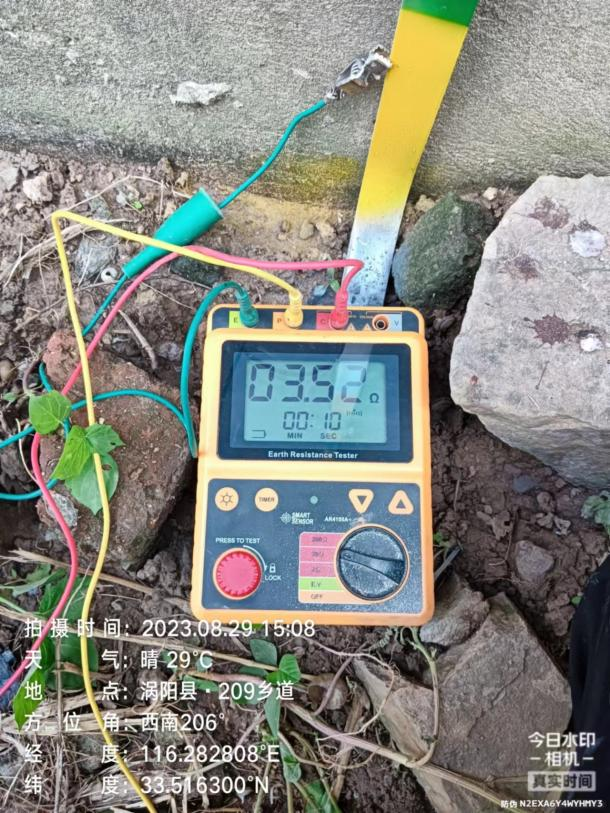 E P C V
03.52 Ω
00:10
MIN SEC
Earth Resistance Tester
TIMER
SMART SENSOR AR4105A+
PRESS TO TEST
LOCK
200Ω
20Ω
2Ω
E.V
OFF
拍摄时间：2023.08.29 15:08
天气：晴 29°C
地点：涡阳县·209乡道
方位角：西南206°
经度：116.282808°E
纬度：33.516300°N
今日水印
-相机-
真实时间
防伪 N2EXA6Y4WYHMY3